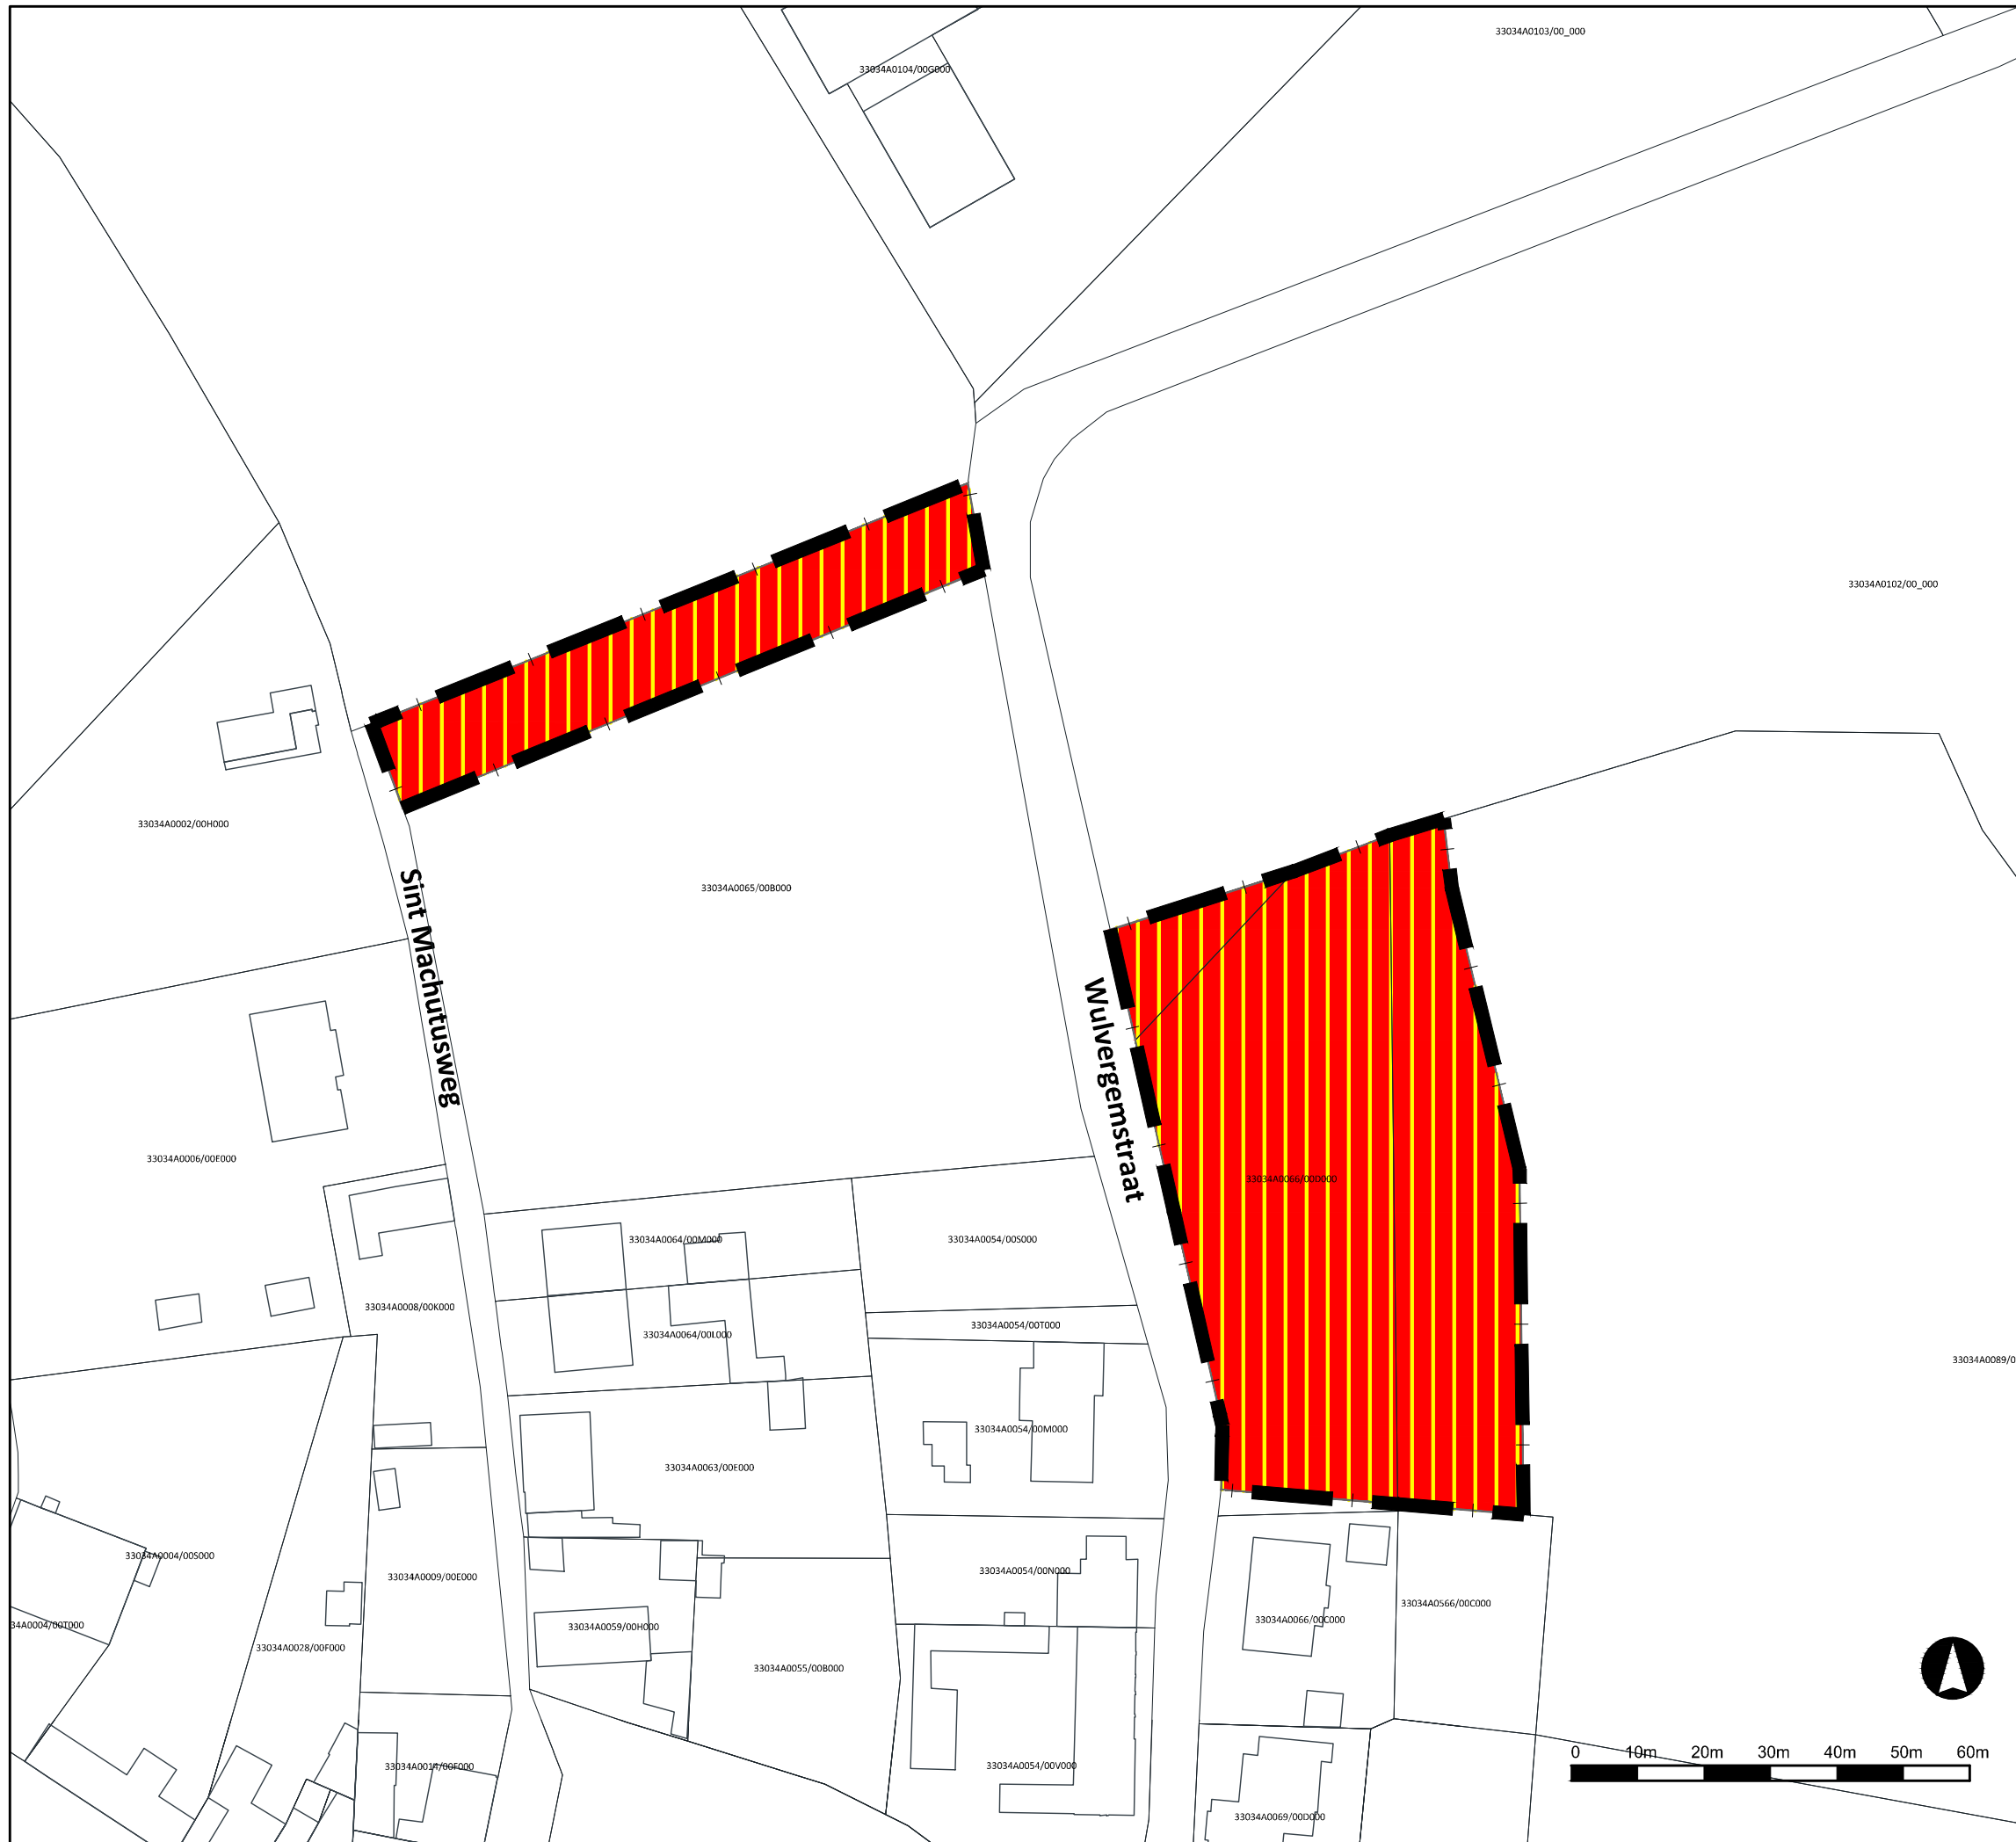 33034A0103/00_000
33034A0104/00G000
33034A0102/00_000
33034A0002/00H000
33034A0065/00B000
Sint Machutusweg
Wulvergemstraat
33034A0006/00E000
33034A0066/00D000
33034A0064/00M000
33034A0054/00S000
33034A0008/00K000
33034A0054/00T000
33034A0064/00L000
33034A0089/0
33034A0054/00M000
33034A0063/00E000
33034A0004/00S000
33034A0009/00E000
33034A0054/00N000
33034A0566/00C000
34A0004/00T000
33034A0059/00H000
33034A0066/00C000
33034A0028/00F000
33034A0055/00B000
33034A0014/00F000
33034A0054/00V000
0 10m 20m 30m 40m 50m 60m
33034A0069/00D000